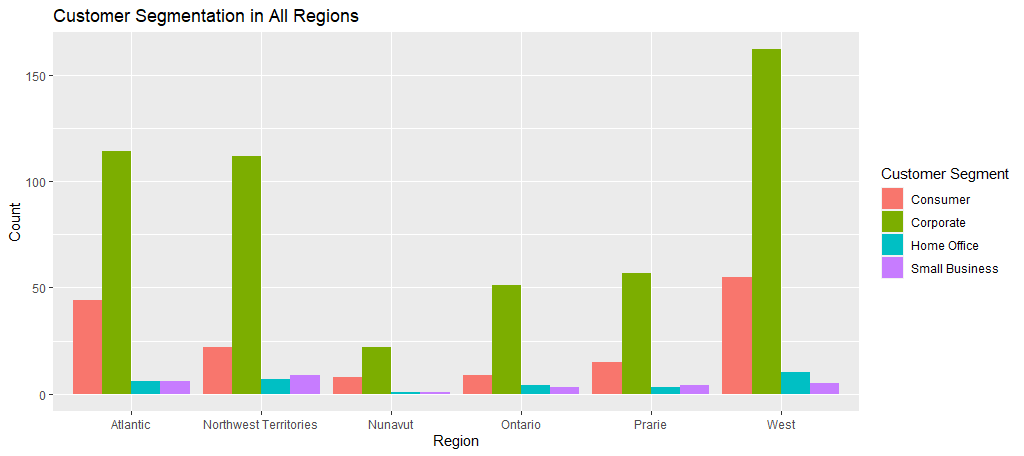 Customer Segmentation in All Regions
150
100
50
0
Count
Atlantic
Northwest Territories
Nunavut
Ontario
Prarie
West
Region
Customer Segment
Consumer
Corporate
Home Office
Small Business